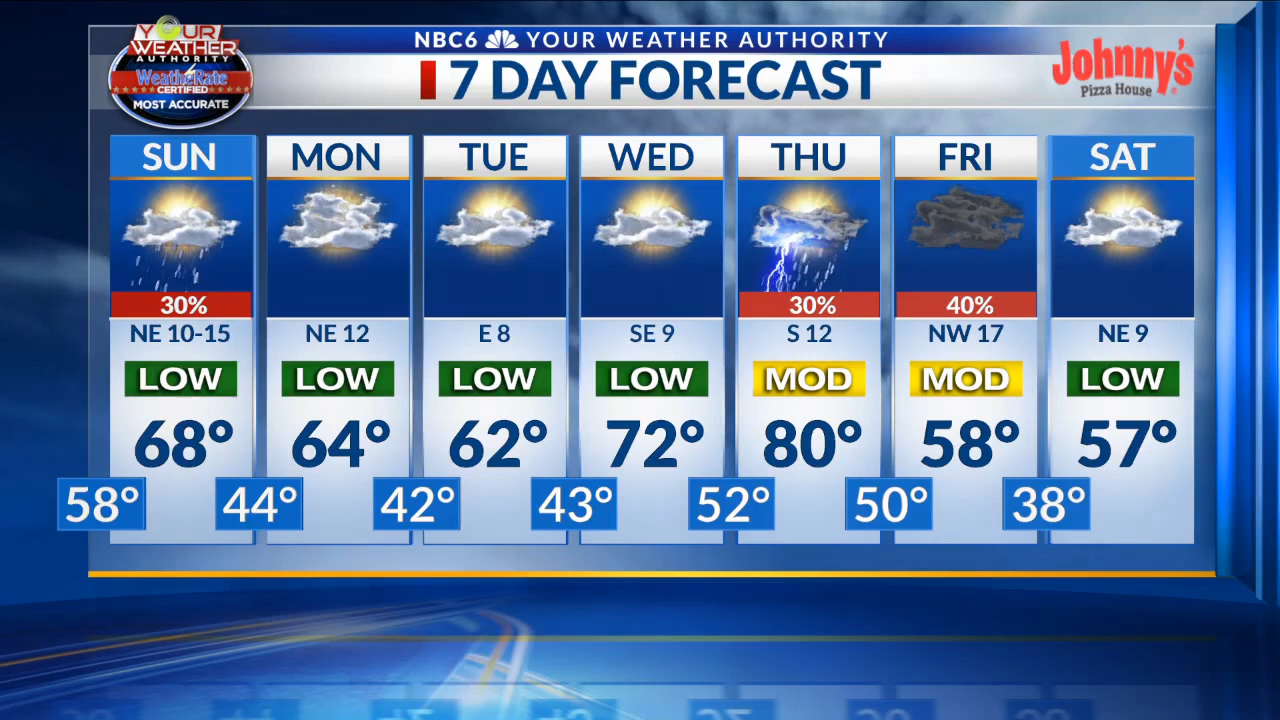 YOUR
WEATHER
AUTHORITY
WeatheRate
CERTIFIED
MOST ACCURATE
NBC6 YOUR WEATHER AUTHORITY
7 DAY FORECAST
Johnny's
Pizza House
SUN MON TUE WED THU FRI SAT
30% 30% 40%
NE 10-15 NE 12 E 8 SE 9 S 12 NW 17 NE 9
LOW LOW LOW LOW MOD MOD LOW
68° 64° 62° 72° 80° 58° 57°
58° 44° 42° 43° 52° 50° 38°